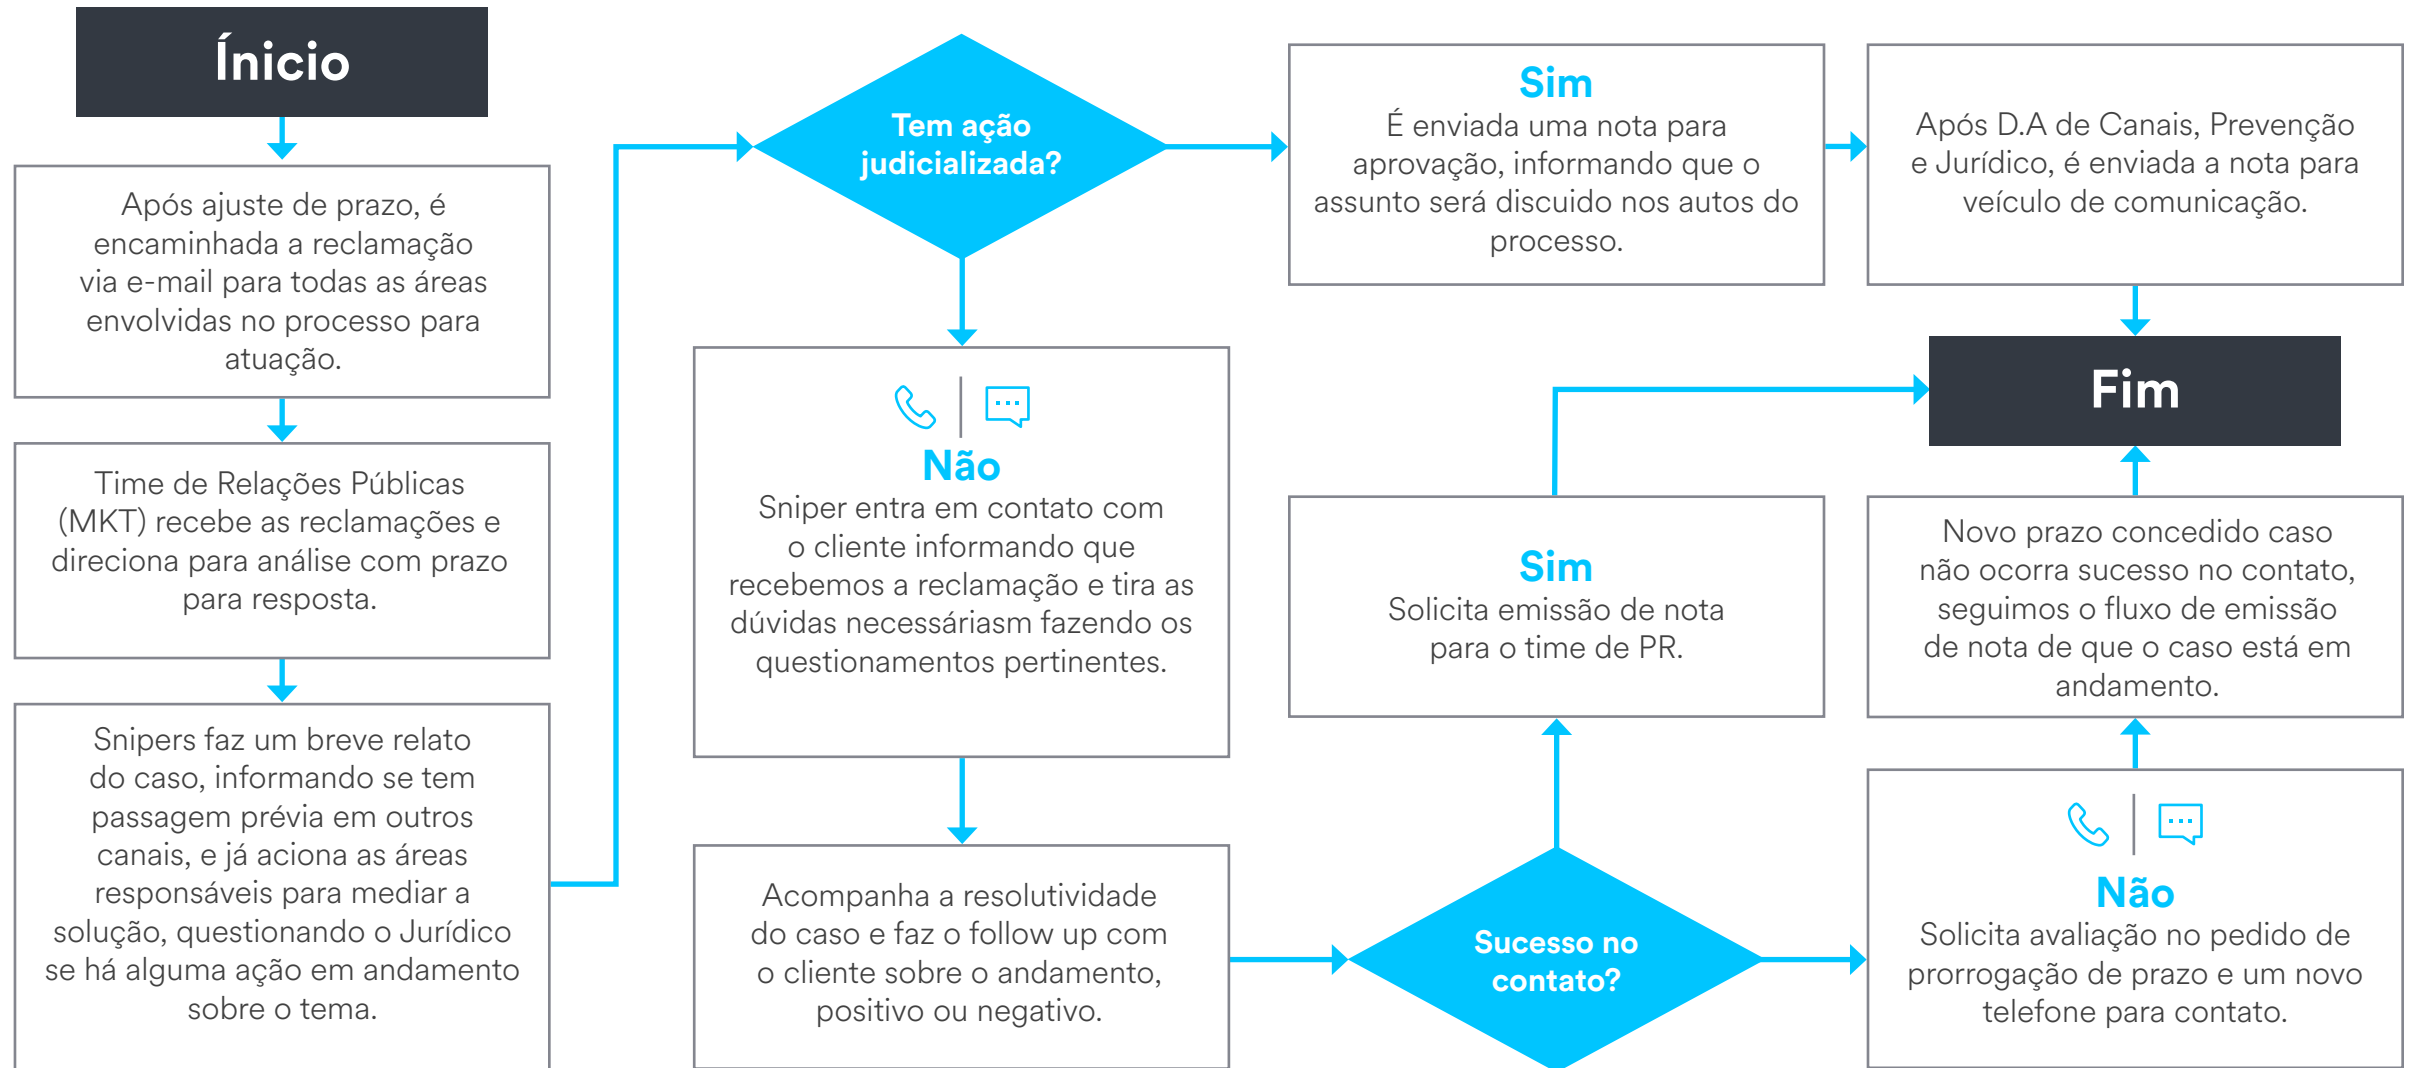 Ínicio
Após ajuste de prazo, é
encaminhada a reclamação
via e-mail para todas as áreas
envolvidas no processo para
atuação.
Time de Relações Públicas
(MKT) recebe as reclamações e
direciona para análise com prazo
para resposta.
Snipers faz um breve relato
do caso, informando se tem
passagem prévia em outros
canais, e já aciona as áreas
responsáveis para mediar a
solução, questionando o Jurídico
se há alguma ação em andamento
sobre o tema.
Tem ação
judicializada?
Sim
É enviada uma nota para
aprovação, informando que o
assunto será discuido nos autos do
processo.
Após D.A de Canais, Prevenção
e Jurídico, é enviada a nota para
veículo de comunicação.
Não
Sniper entra em contato com
o cliente informando que
recebemos a reclamação e tira as
dúvidas necessáriasm fazendo os
questionamentos pertinentes.
Acompanha a resolutividade
do caso e faz o follow up com
o cliente sobre o andamento,
positivo ou negativo.
Sucesso no
contato?
Sim
Solicita emissão de nota
para o time de PR.
Não
Solicita avaliação no pedido de
prorrogação de prazo e um novo
telefone para contato.
Novo prazo concedido caso
não ocorra sucesso no contato,
seguimos o fluxo de emissão
de nota de que o caso está em
andamento.
Fim